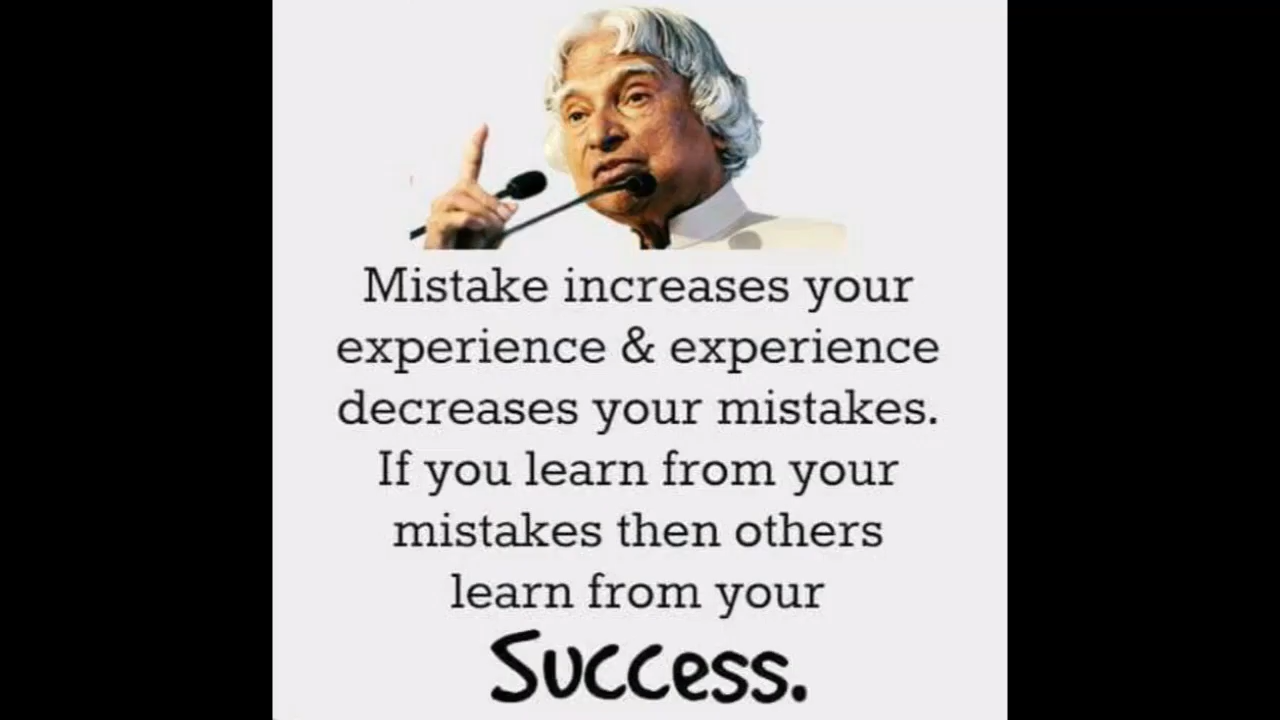 Mistake increases your
experience & experience
decreases your mistakes.
If you learn from your
mistakes then others
learn from your
Success.